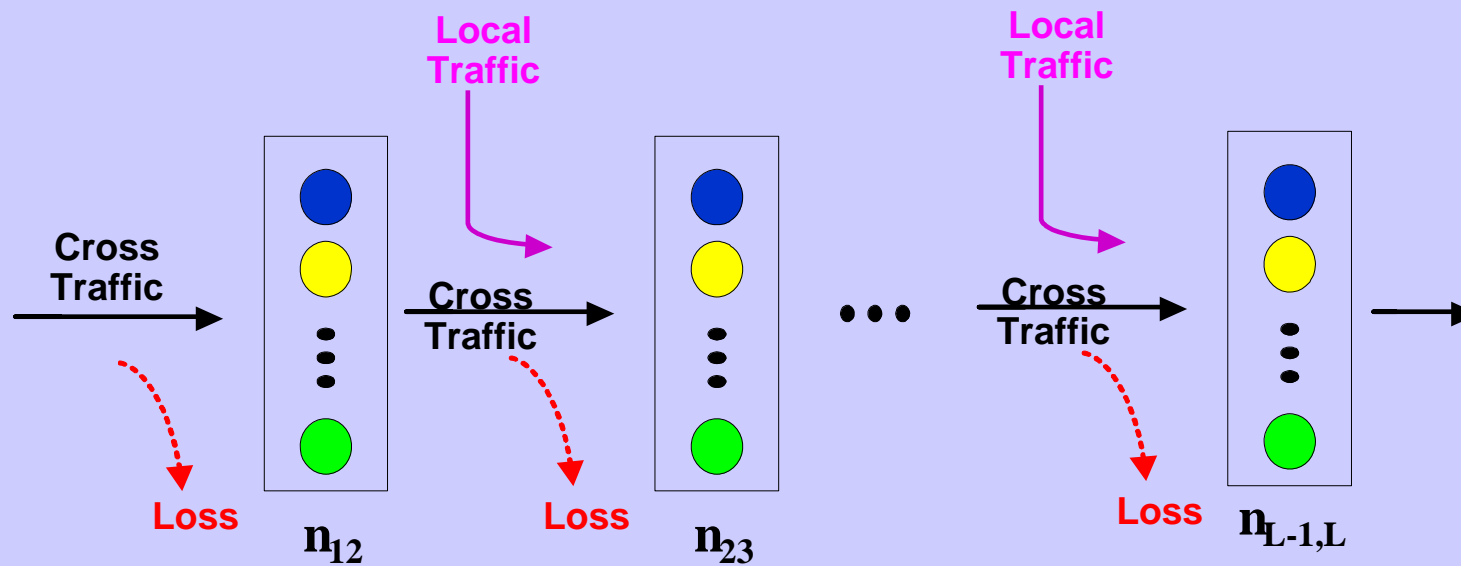 Local
Traffic
Local
Traffic
Cross
Traffic
Cross
Traffic
Cross
Traffic
Loss
Loss
Loss
n12
n23
nL-1,L